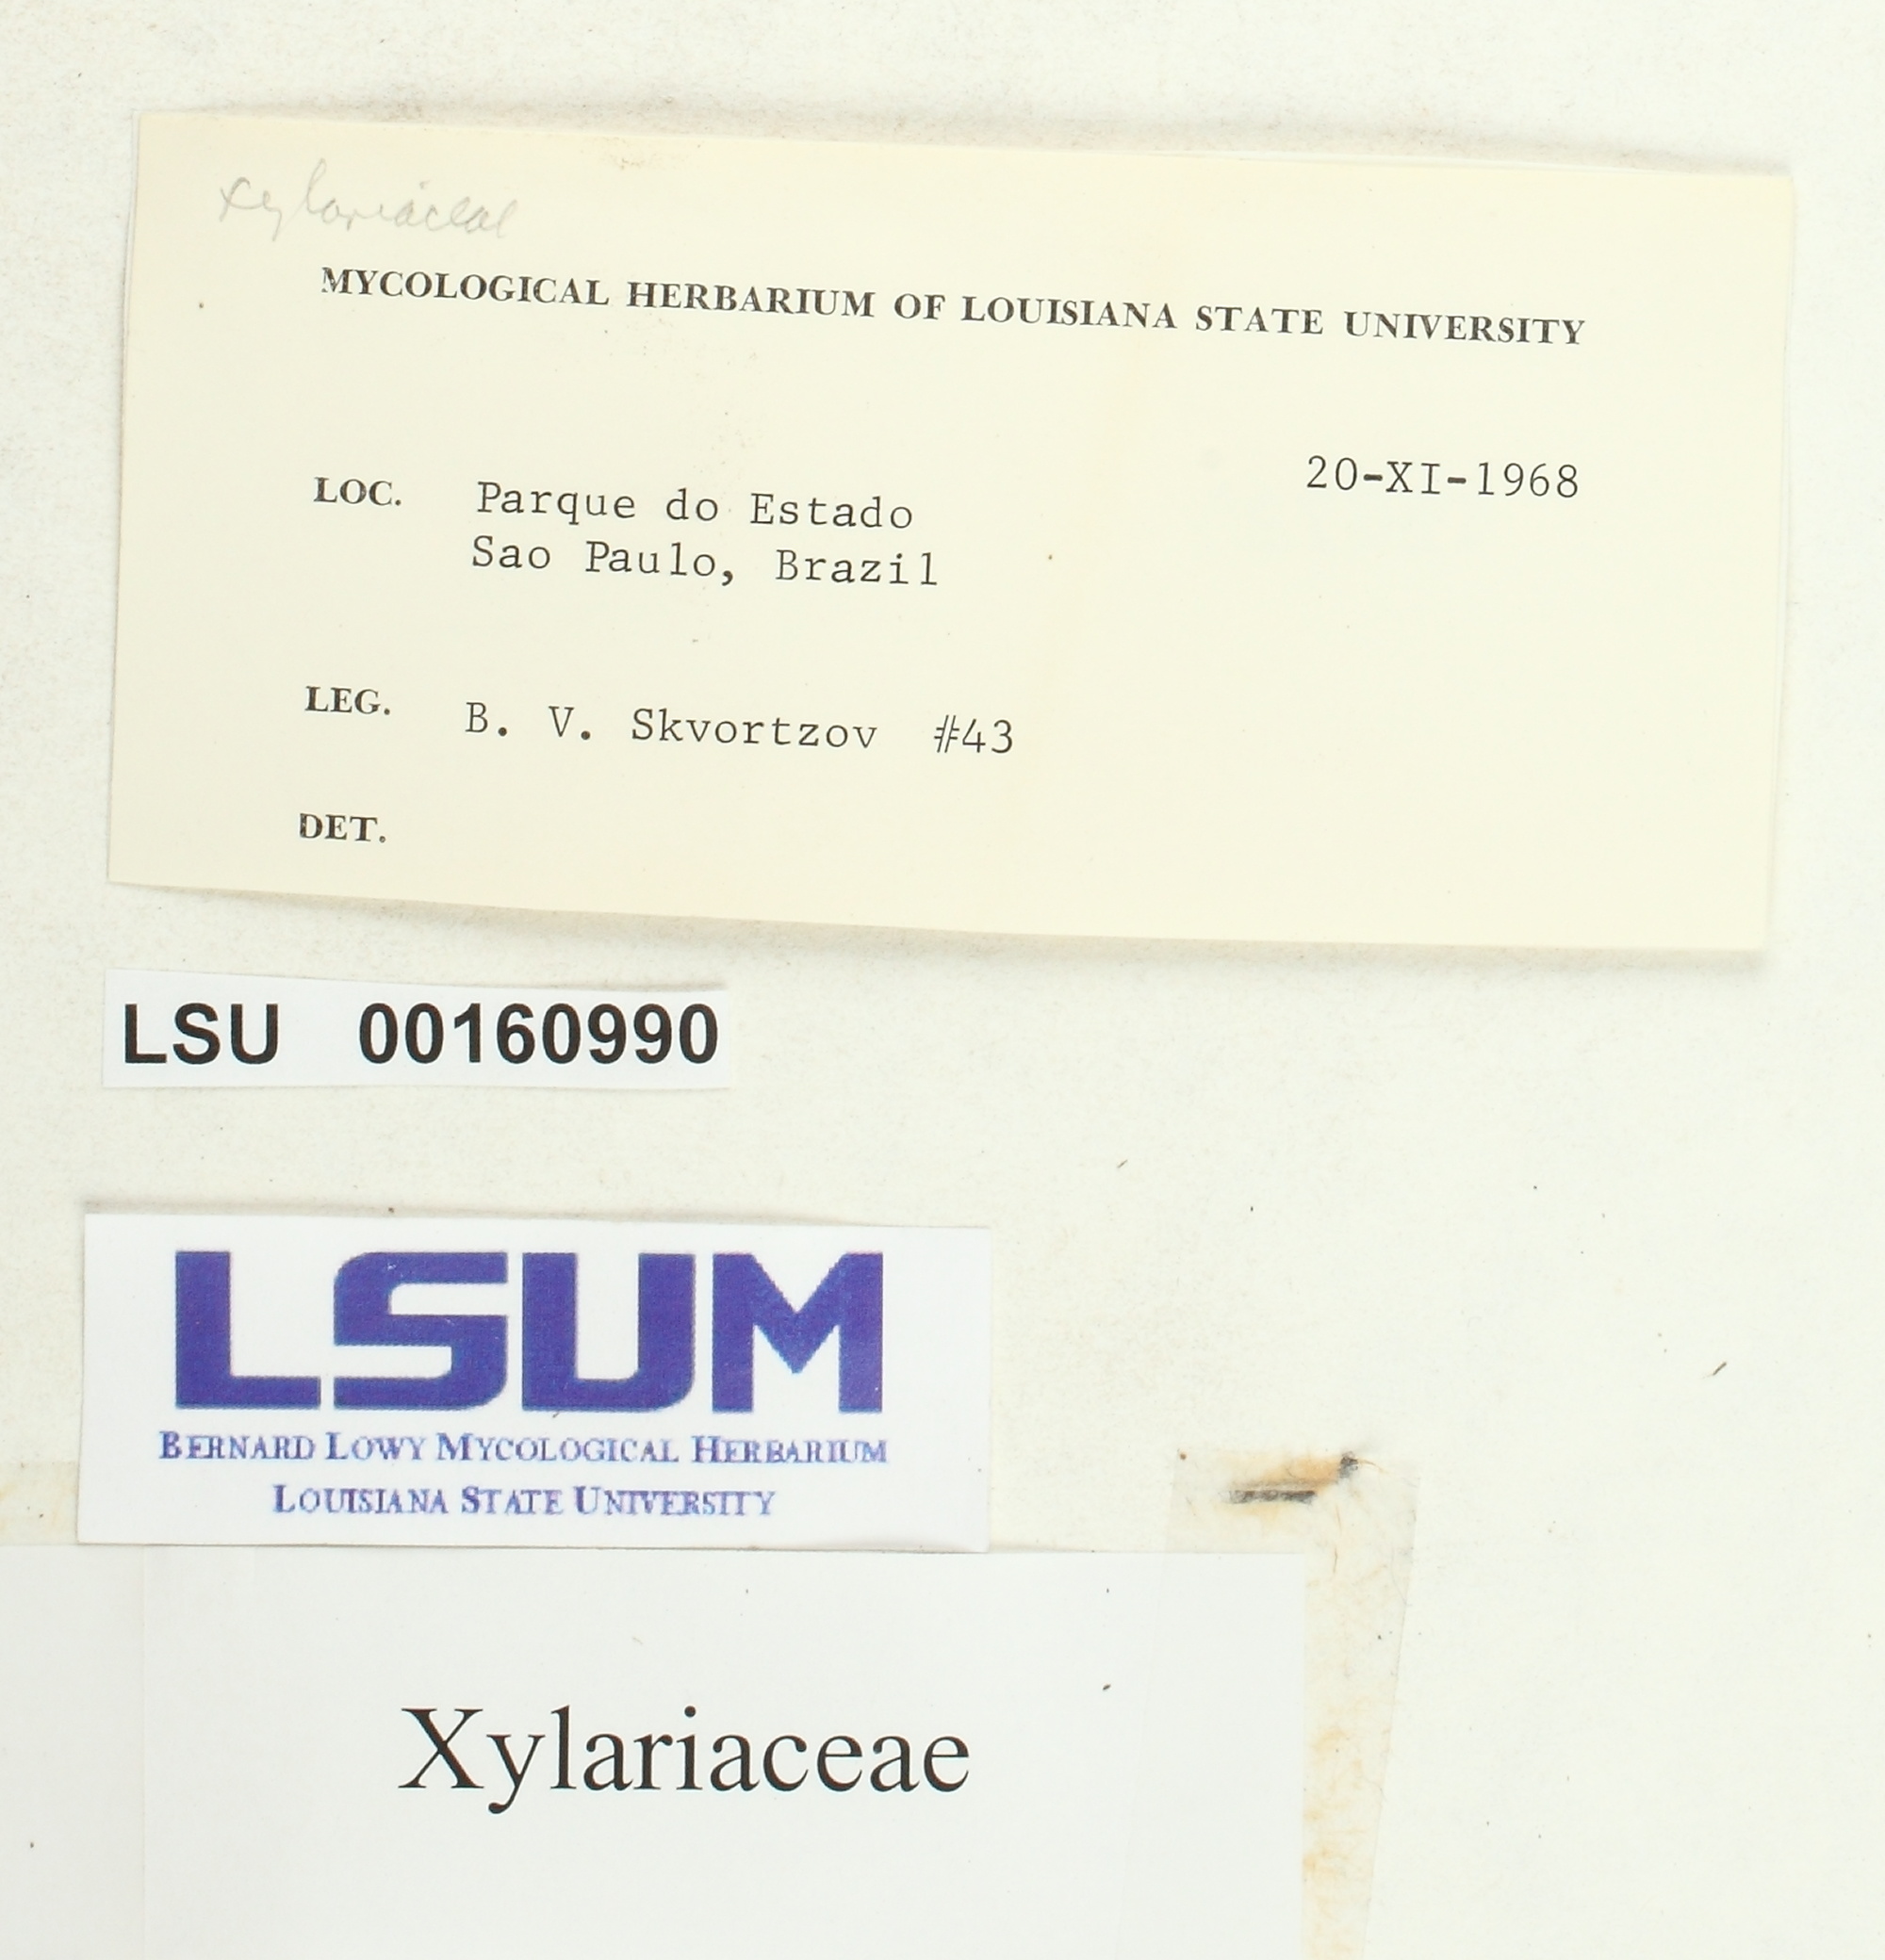 Xylariaceae
MYCOLOGICAL HERBARIUM OF LOUISIANA STATE UNIVERSITY
20-XI-1968
LOC. Parque do Estado
Sao Paulo, Brazil
LEG. B. V. Skvortzov #43
DET.
LSU 00160990
LSUM
BERNARD LOWY MYCOLOGICAL HERBARIUM
LOUISIANA STATE UNIVERSITY
Xylariaceae